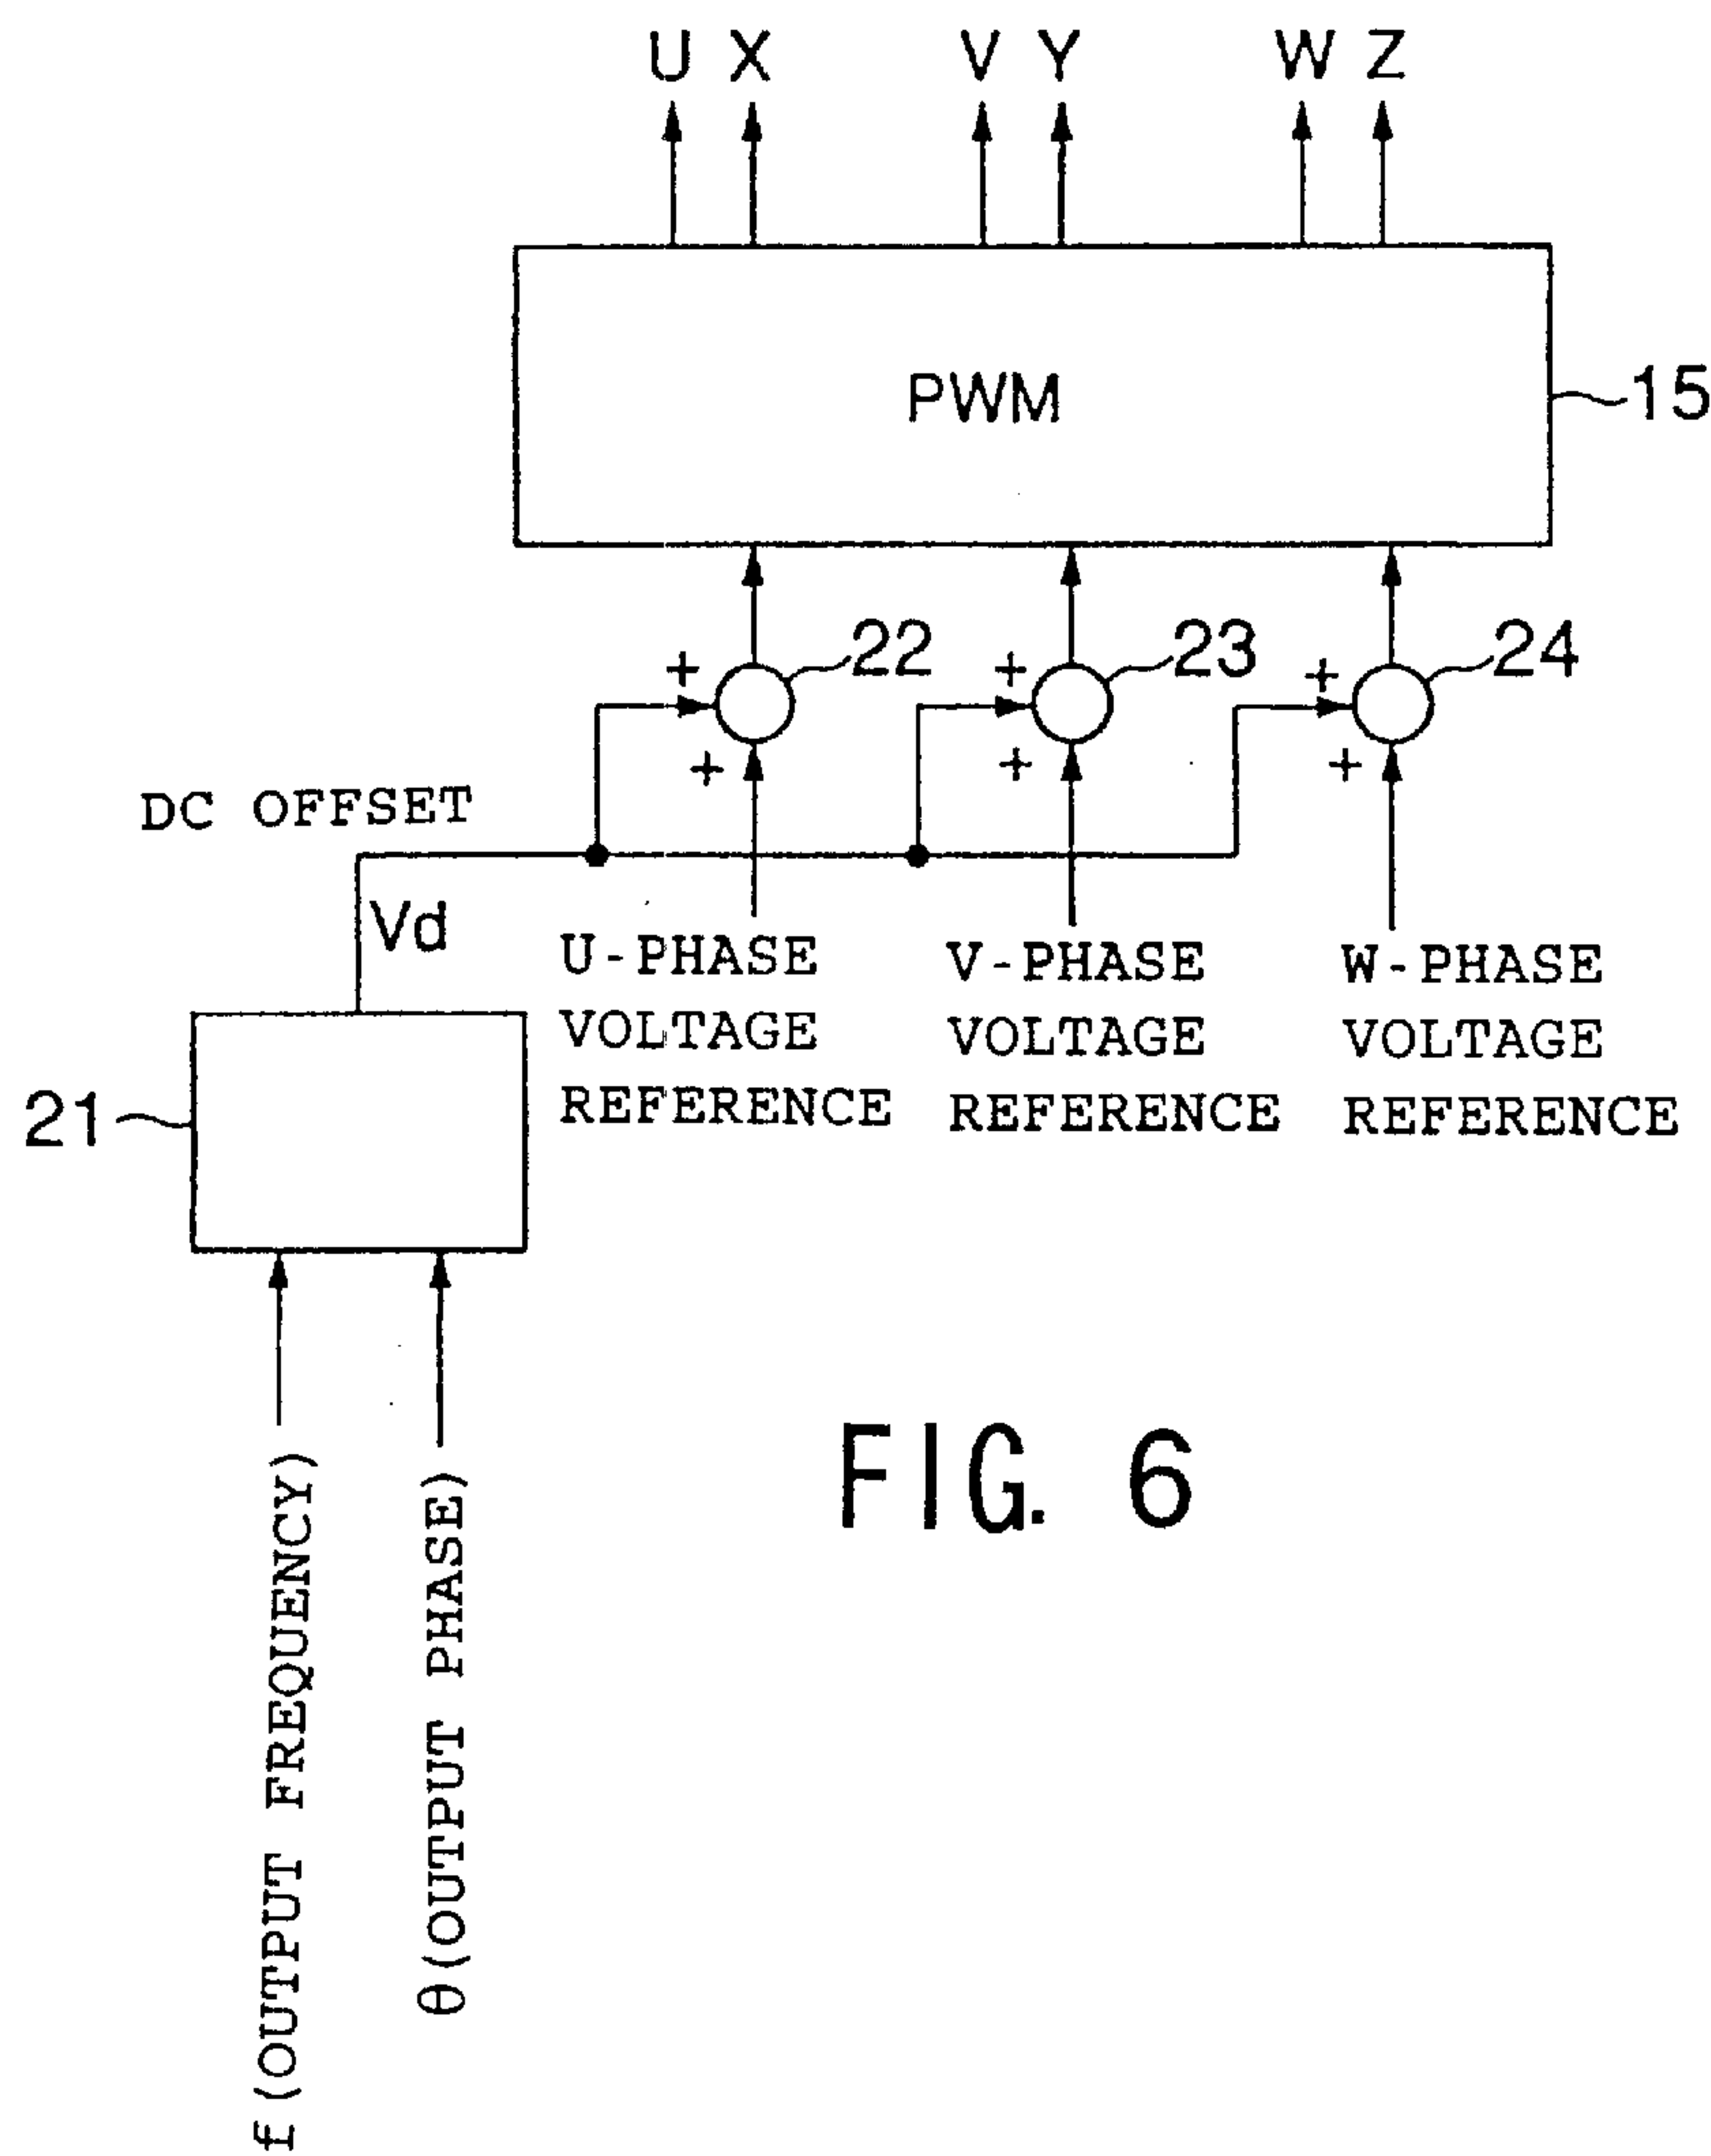 U X V Y W Z
PWM
15
+ 22 + 23 + 24
+ + +
DC OFFSET
Vd
U-PHASE
VOLTAGE
REFERENCE
V-PHASE
VOLTAGE
REFERENCE
W-PHASE
VOLTAGE
REFERENCE
21
f(OUTPUT FREQUENCY)
θ(OUTPUT PHASE)
FIG. 6